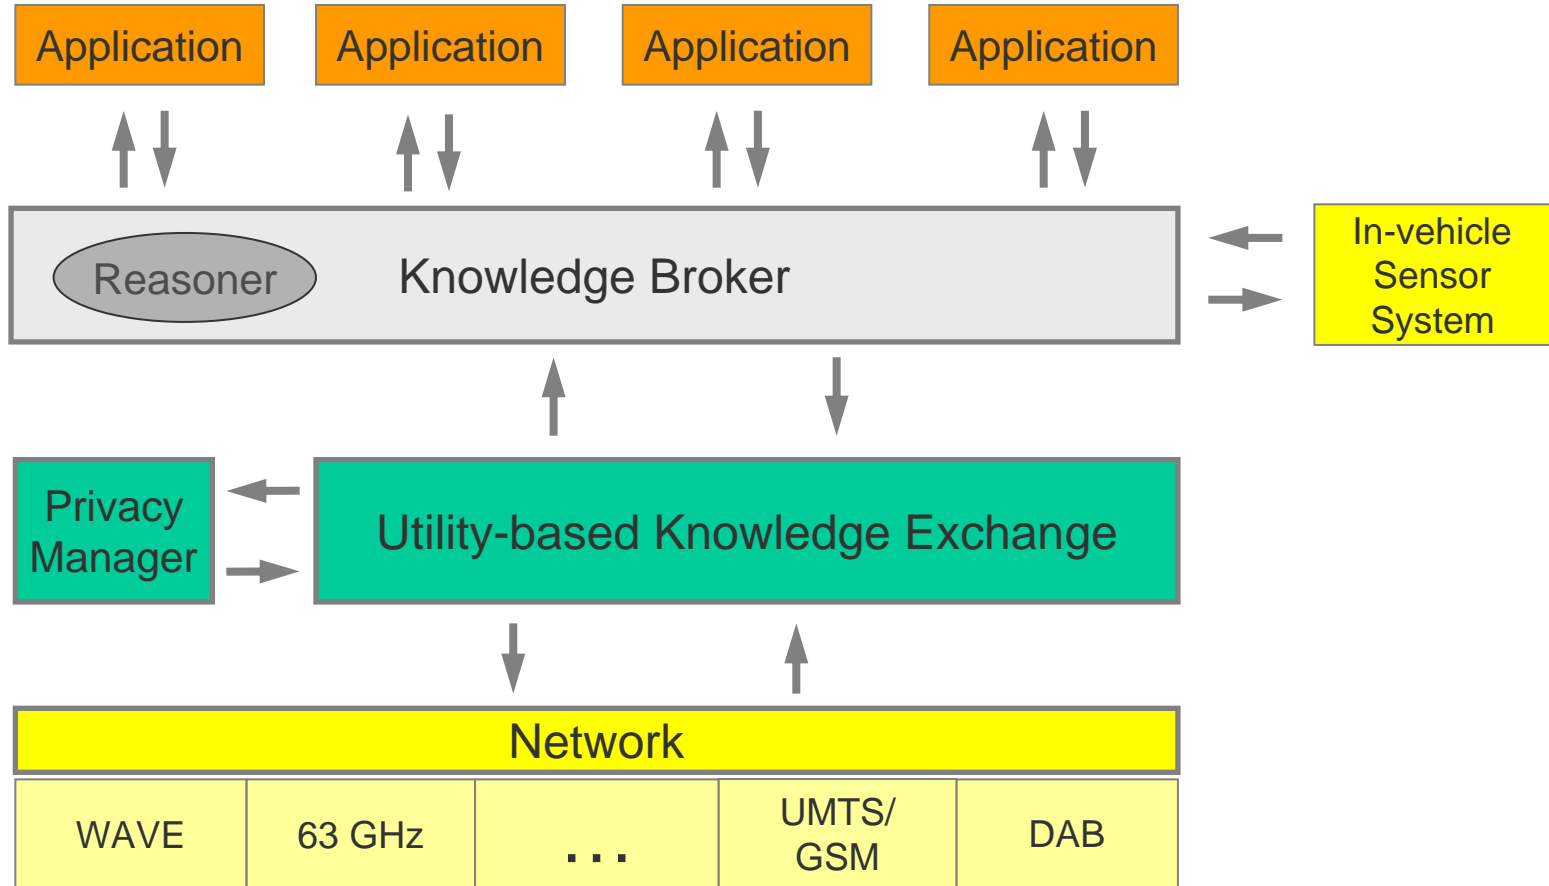 Application
Application
Application
Application
Reasoner
Knowledge Broker
In-vehicle
Sensor
System
Privacy
Manager
Utility-based Knowledge Exchange
Network
WAVE
63 GHz
...
UMTS/
GSM
DAB